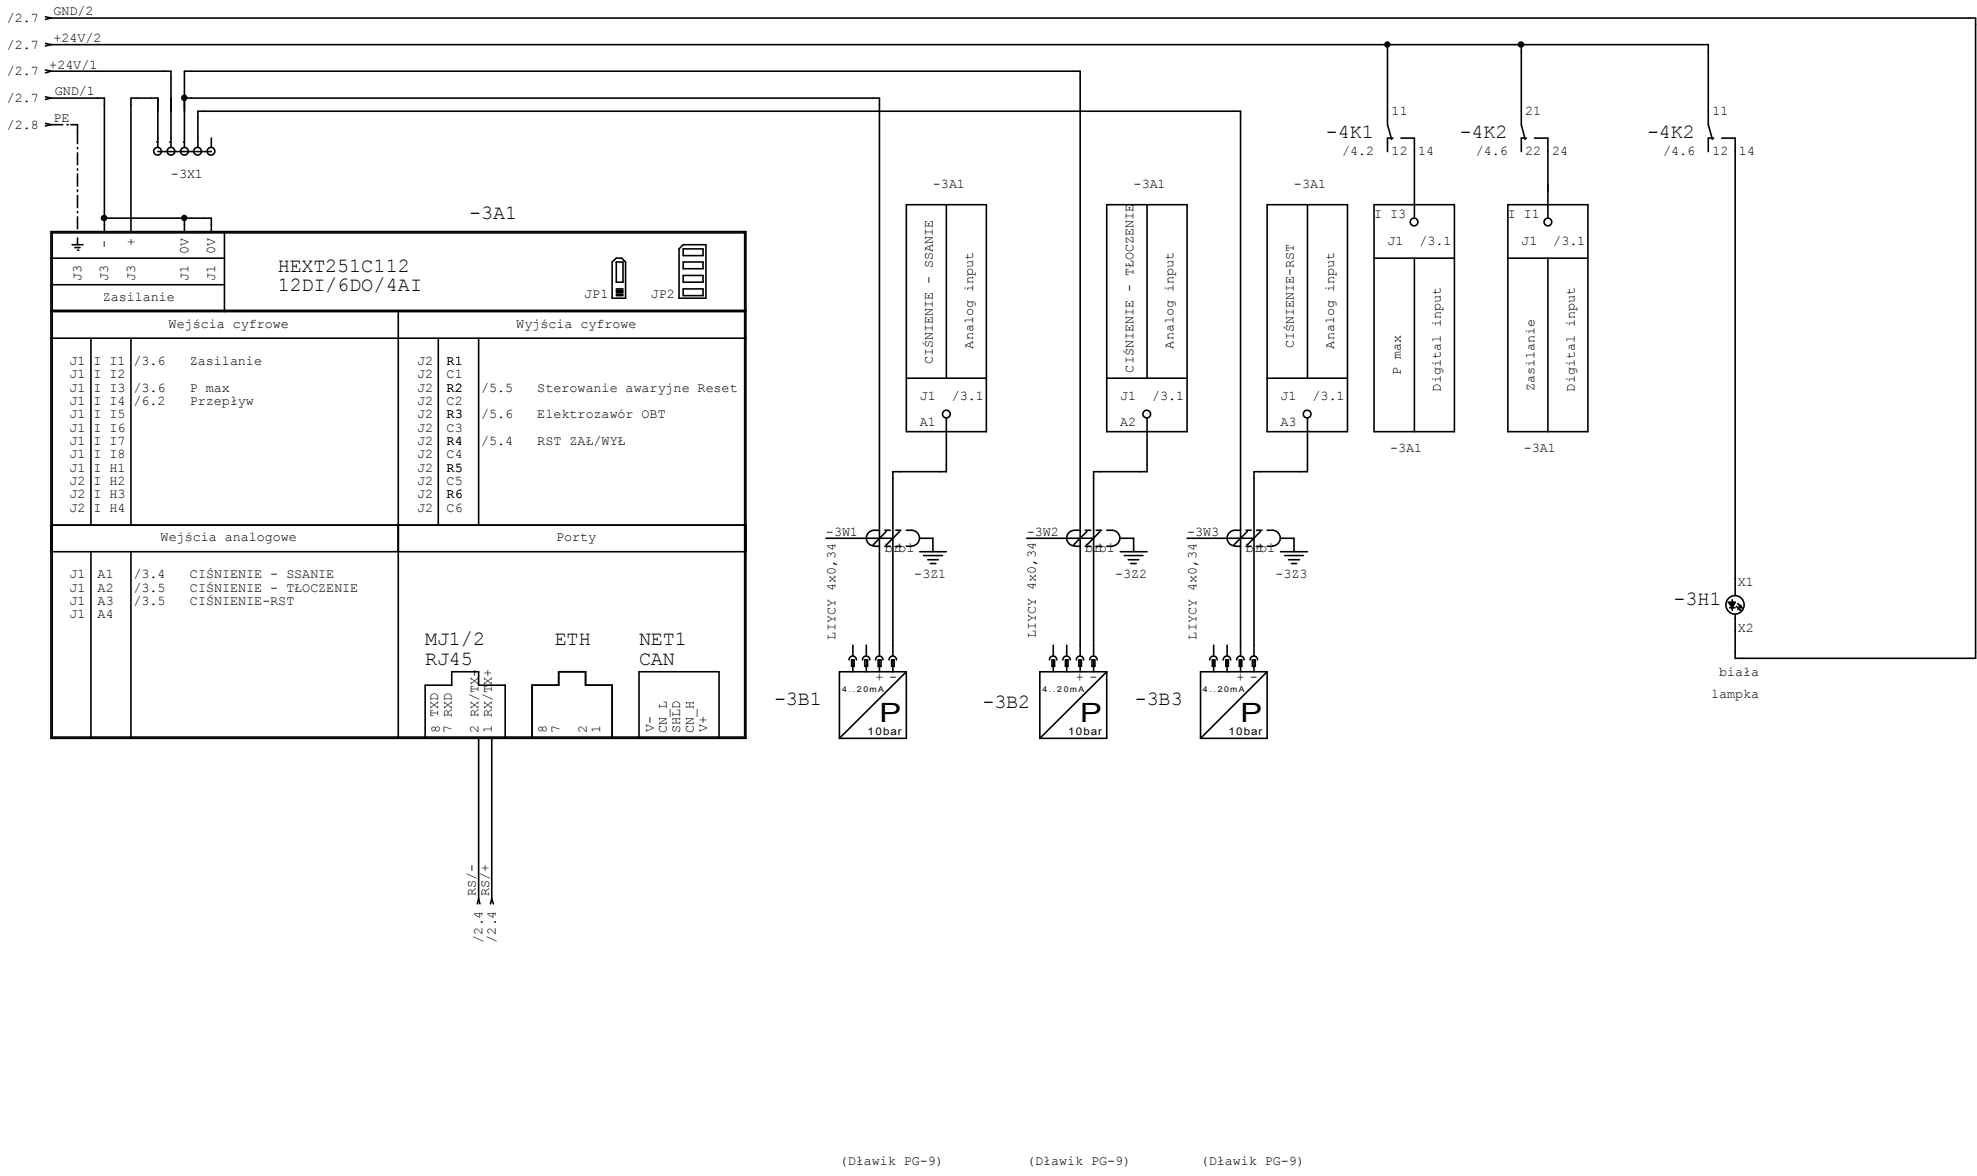 /2.7 GND/2
/2.7 +24V/2
/2.7 +24V/1
/2.7 GND/1
/2.8 PE
-3X1
-3A1
- + 0V 0V
J3 J3 J3 J1 J1
Zasilanie
HEXT251C112
12DI/6DO/4AI
JP1 JP2
Wejścia cyfrowe
J1 I I1 /3.6 Zasilanie
J1 I I2
J1 I I3 /3.6 P max
J1 I I4 /6.2 Przepływ
J1 I I5
J1 I I6
J1 I I7
J1 I I8
J1 I H1
J2 I H2
J2 I H3
J2 I H4
Wyjścia cyfrowe
J2 R1
J2 C1
J2 R2 /5.5 Sterowanie awaryjne Reset
J2 C2
J2 R3 /5.6 Elektrozawór OBT
J2 C3
J2 R4 /5.4 RST ZAŁ/WYŁ
J2 C4
J2 R5
J2 C5
J2 R6
J2 C6
Wejścia analogowe
J1 A1 /3.4 CIŚNIENIE - SSANIE
J1 A2 /3.5 CIŚNIENIE - TŁOCZENIE
J1 A3 /3.5 CIŚNIENIE-RST
J1 A4
Porty
MJ1/2
RJ45
8 TXD
7 RXD
2 RX/TX-
1 RX/TX+
ETH
8
7
2
1
NET1
CAN
V-
CN_L
SHLD
CN_H
V+
RS/-
RS/+
/2.4
/2.4
-3A1
CIŚNIENIE - SSANIE
Analog input
J1 /3.1
A1
-3W1
LIYCY 4x0,34
-3Z1
-3B1
+ -
4..20mA
P
10bar
-3A1
CIŚNIENIE - TŁOCZENIE
Analog input
J1 /3.1
A2
-3W2
LIYCY 4x0,34
-3Z2
-3B2
+ -
4..20mA
P
10bar
-3A1
CIŚNIENIE-RST
Analog input
J1 /3.1
A3
-3W3
LIYCY 4x0,34
-3Z3
-3B3
+ -
4..20mA
P
10bar
11
-4K1
/4.2 12 14
I I3
J1 /3.1
P max
Digital input
-3A1
21
-4K2
/4.6 22 24
I I1
J1 /3.1
Zasilanie
Digital input
-3A1
11
-4K2
/4.6 12 14
X1
-3H1
X2
biała
lampka
(Dławik PG-9) (Dławik PG-9) (Dławik PG-9)